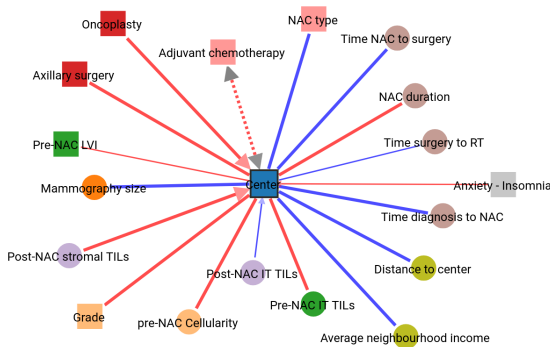 NAC type
Oncoplasty
Time NAC to surgery
Adjuvant chemotherapy
Axillary surgery
NAC duration
Time surgery to RT
Pre-NAC LVI
Center
Anxiety - Insomnia
Mammography size
Time diagnosis to NAC
Post-NAC stromal TILs
Distance to center
Post-NAC IT TILs
Pre-NAC IT TILs
Grade
pre-NAC Cellularity
Average neighbourhood income